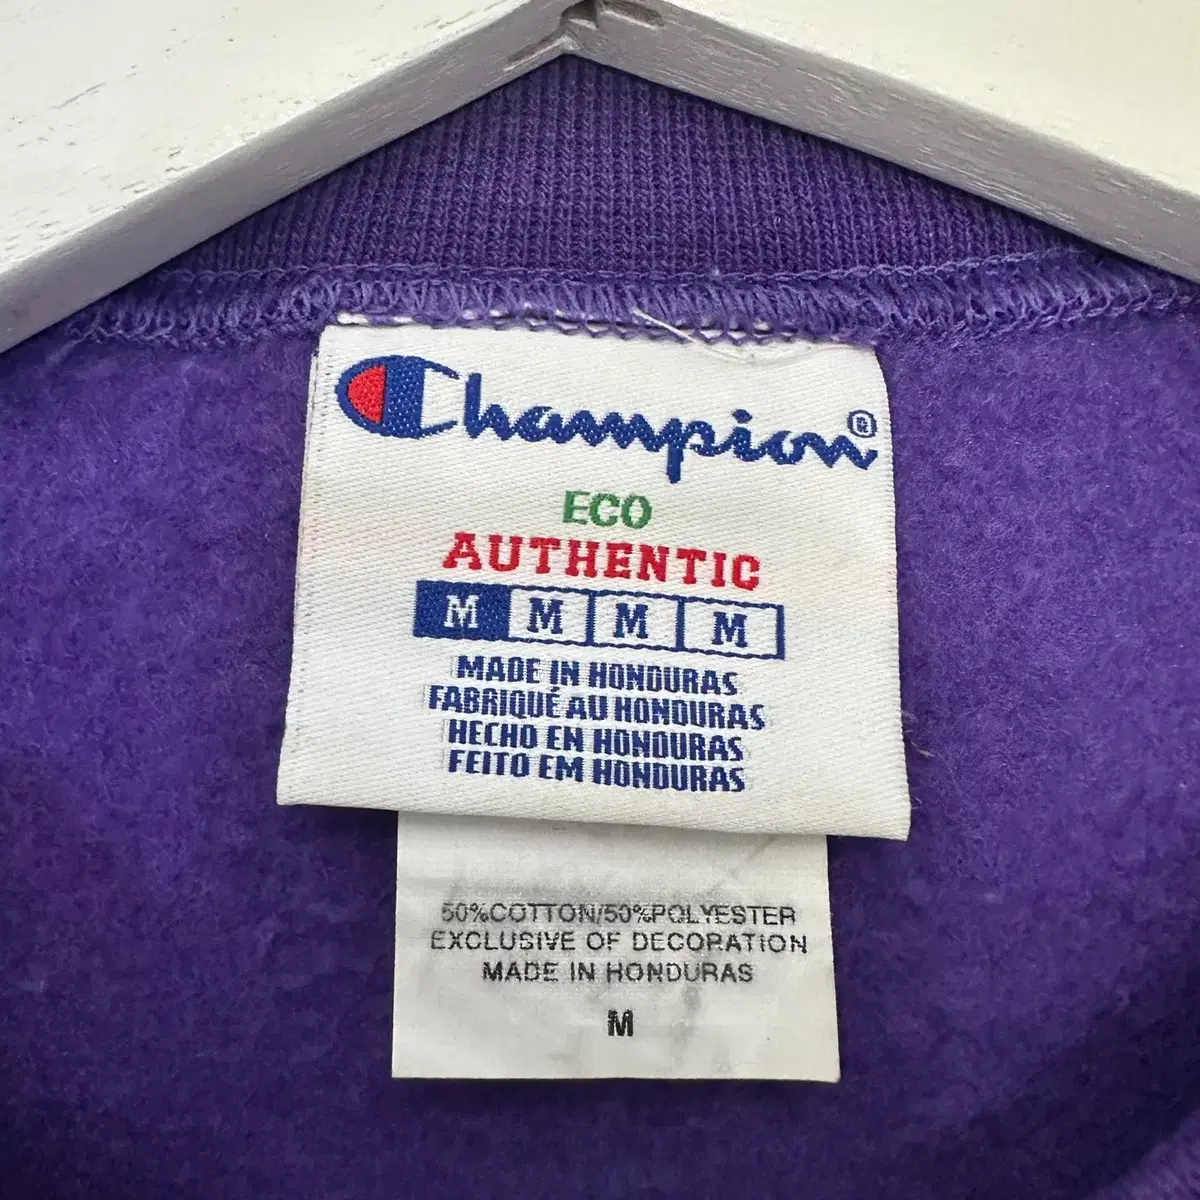 Champion®
ECO
AUTHENTIC
M M M M
MADE IN HONDURAS
FABRIQUÉ AU HONDURAS
HECHO EN HONDURAS
FEITO EM HONDURAS
50%COTTON/50%POLYESTER
EXCLUSIVE OF DECORATION
MADE IN HONDURAS
M